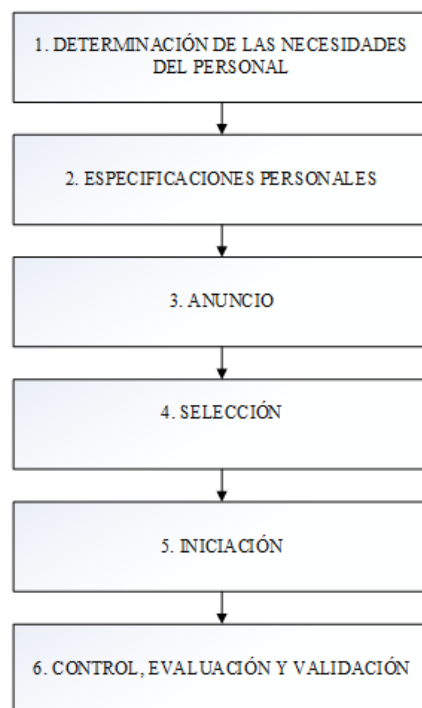 1. DETERMINACIÓN DE LAS NECESIDADES
DEL PERSONAL
2. ESPECIFICACIONES PERSONALES
3. ANUNCIO
4. SELECCIÓN
5. INICIACIÓN
6. CONTROL, EVALUACIÓN Y VALIDACIÓN